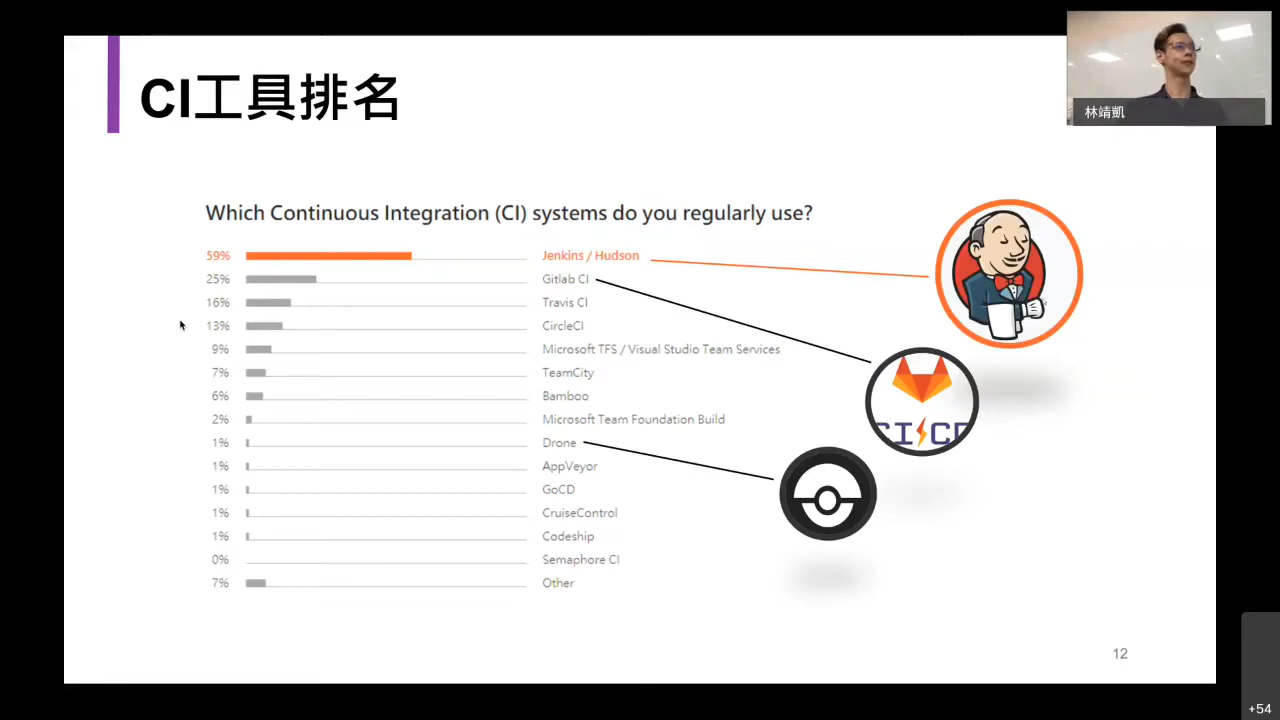 CI工具排名
林靖凱
Which Continuous Integration (CI) systems do you regularly use?
59% Jenkins / Hudson
25% Gitlab CI
16% Travis CI
13% CircleCI
9% Microsoft TFS / Visual Studio Team Services
7% TeamCity
6% Bamboo
2% Microsoft Team Foundation Build
1% Drone
1% AppVeyor
1% GoCD
1% CruiseControl
1% Codeship
0% Semaphore CI
7% Other
CI CD
12
+54